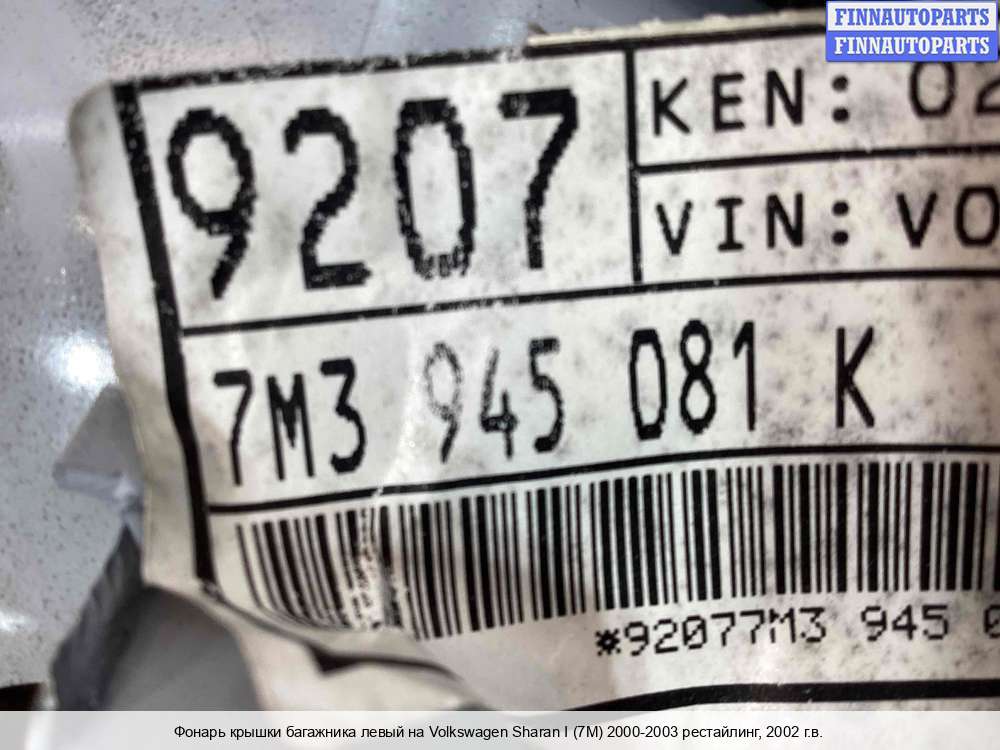 FINNAUTOPARTS
FINNAUTOPARTS
9207
KEN: 02
VIN: VO
7M3 945 081 K
*92077M3 945 0
Фонарь крышки багажника левый на Volkswagen Sharan I (7M) 2000-2003 рестайлинг, 2002 г.в.